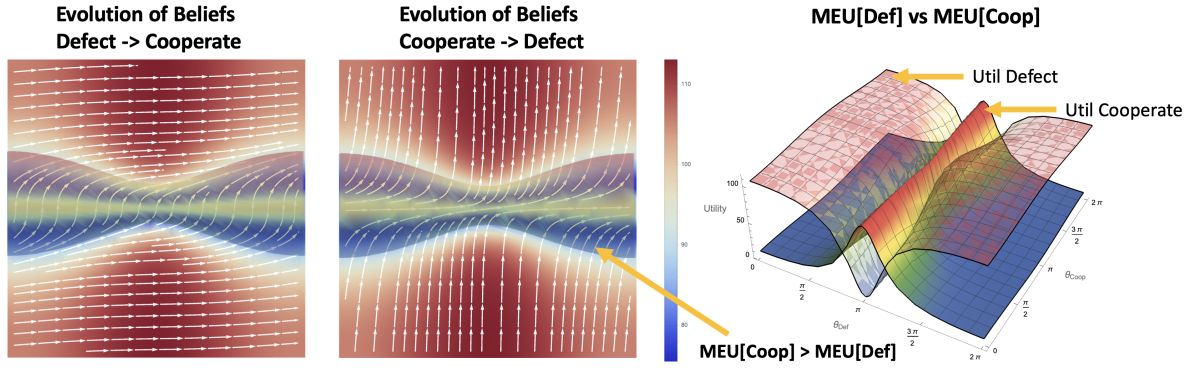 Evolution of Beliefs
Defect -> Cooperate
Evolution of Beliefs
Cooperate -> Defect
110
100
90
80
MEU[Coop] > MEU[Def]
MEU[Def] vs MEU[Coop]
Util Defect
Util Cooperate
100
Utility
50
0
0
π/2
π
3π/2
2π
θDef
0
π/2
π
3π/2
2π
θCoop